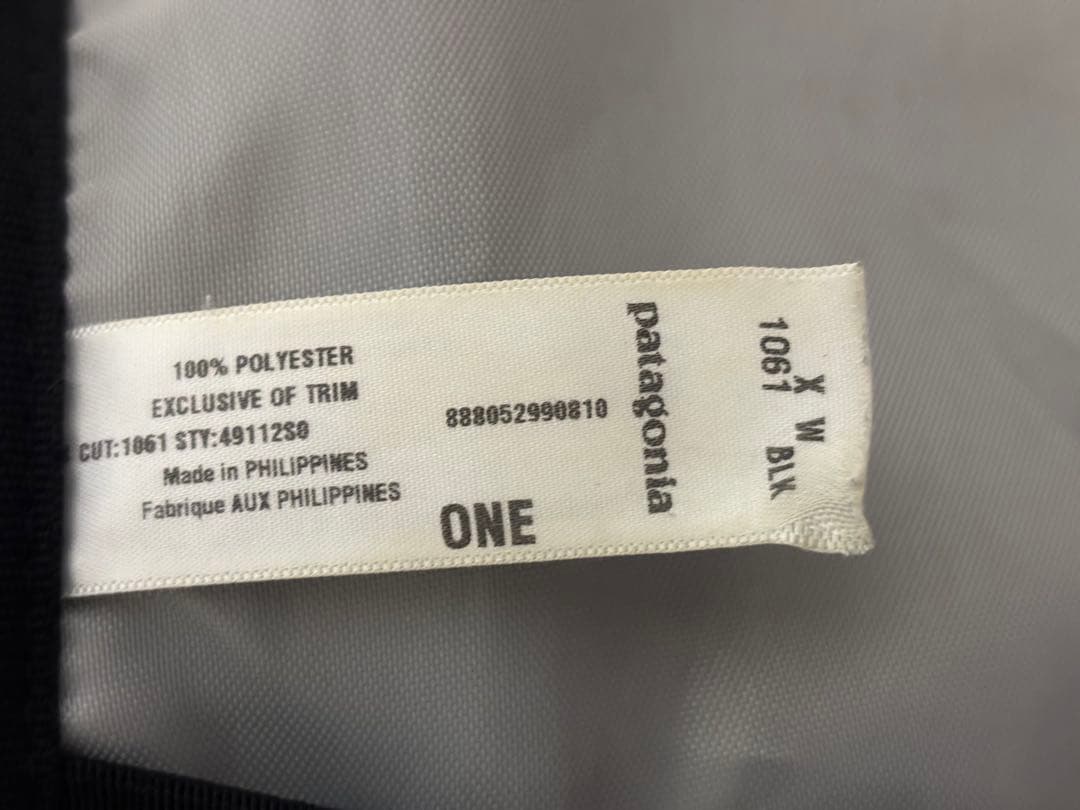 100% POLYESTER
EXCLUSIVE OF TRIM
CUT:1061 STY:49112S0
Made in PHILIPPINES
Fabrique AUX PHILIPPINES
888052990810
ONE
patagonia
X W
1061 BLK